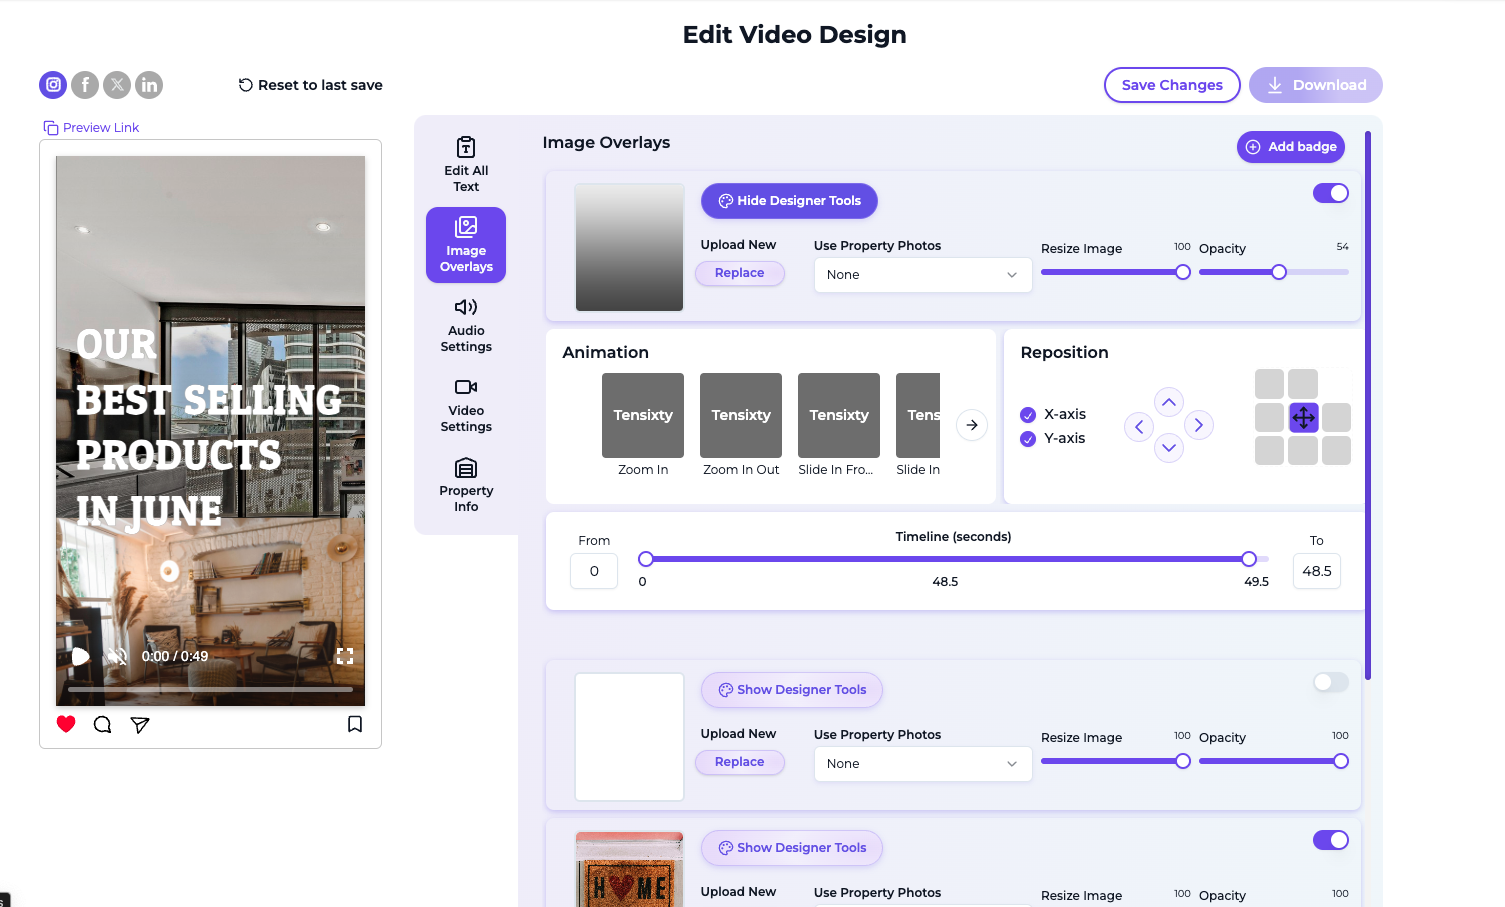 Edit Video Design
Reset to last save
Save Changes
Download
Preview Link
OUR
BEST SELLING
PRODUCTS
IN JUNE
0:00 / 0:49
Edit All
Text
Image
Overlays
Audio
Settings
Video
Settings
Property
Info
Image Overlays
Add badge
Hide Designer Tools
Upload New
Replace
Use Property Photos
None
Resize Image 100
Opacity 54
Animation
Tensixty
Zoom In
Tensixty
Zoom In Out
Tensixty
Slide In Fro...
Tens
Slide In
Reposition
X-axis
Y-axis
Timeline (seconds)
From
0
0 48.5 49.5
To
48.5
Show Designer Tools
Upload New
Replace
Use Property Photos
None
Resize Image 100
Opacity 100
HOME
Show Designer Tools
Upload New
Use Property Photos
Resize Image 100
Opacity 100